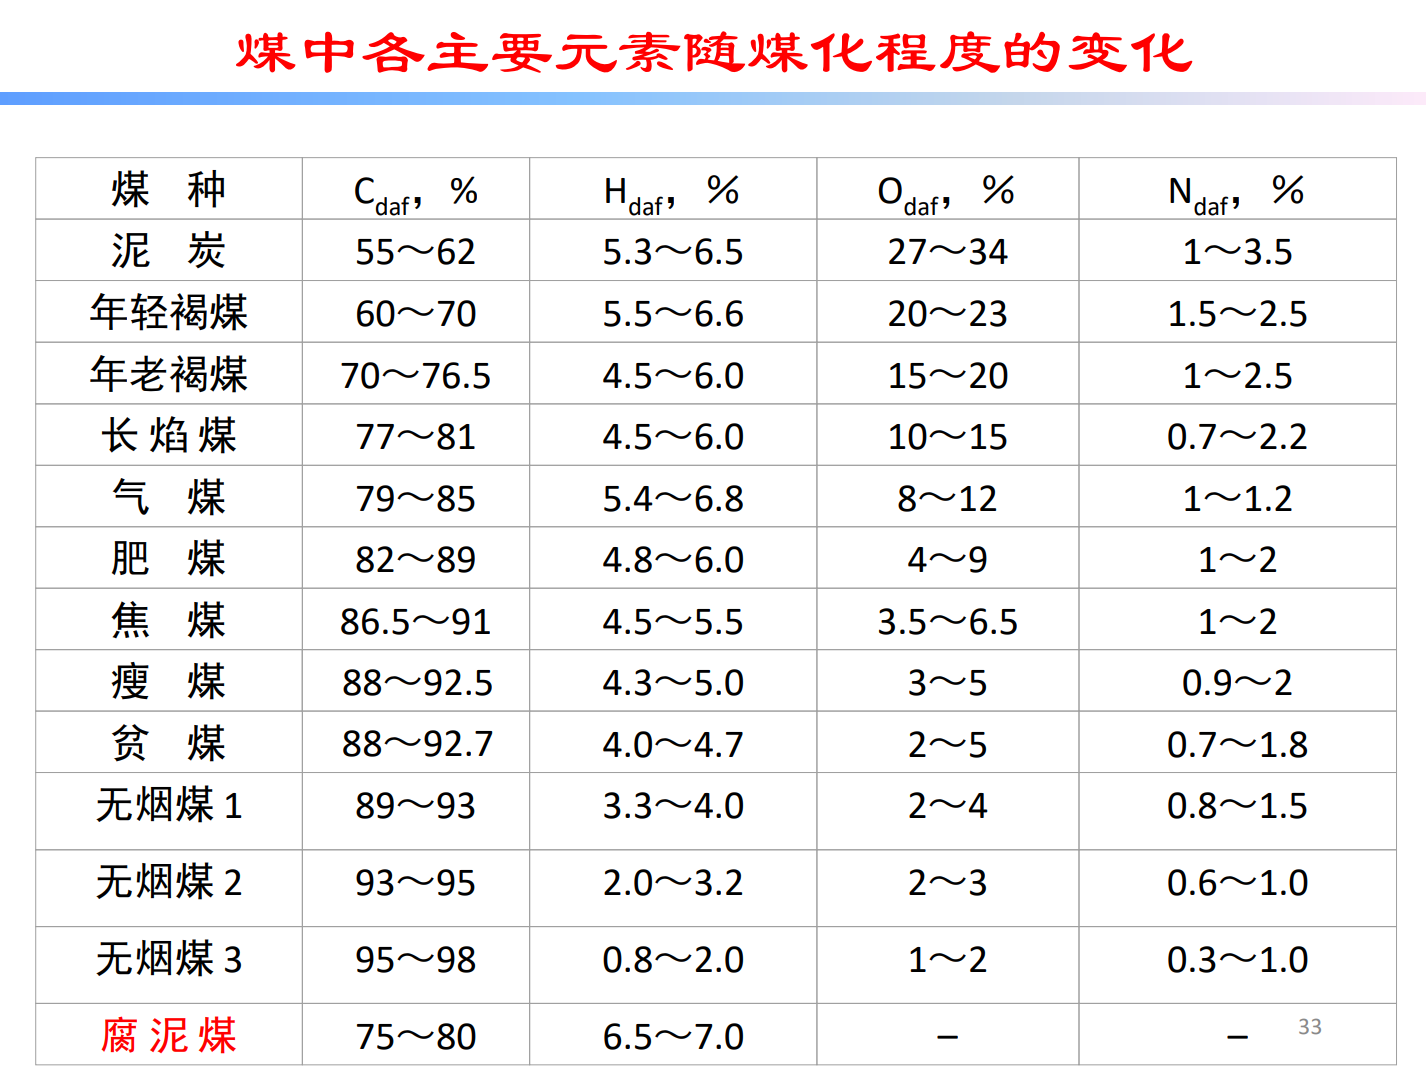 煤中各主要元素随煤化程度的变化
煤 种 Cdaf，% Hdaf，% Odaf，% Ndaf，%
泥 炭 55～62 5.3～6.5 27～34 1～3.5
年轻褐煤 60～70 5.5～6.6 20～23 1.5～2.5
年老褐煤 70～76.5 4.5～6.0 15～20 1～2.5
长焰煤 77～81 4.5～6.0 10～15 0.7～2.2
气 煤 79～85 5.4～6.8 8～12 1～1.2
肥 煤 82～89 4.8～6.0 4～9 1～2
焦 煤 86.5～91 4.5～5.5 3.5～6.5 1～2
瘦 煤 88～92.5 4.3～5.0 3～5 0.9～2
贫 煤 88～92.7 4.0～4.7 2～5 0.7～1.8
无烟煤 1 89～93 3.3～4.0 2～4 0.8～1.5
无烟煤 2 93～95 2.0～3.2 2～3 0.6～1.0
无烟煤 3 95～98 0.8～2.0 1～2 0.3～1.0
腐泥煤 75～80 6.5～7.0 – –
33